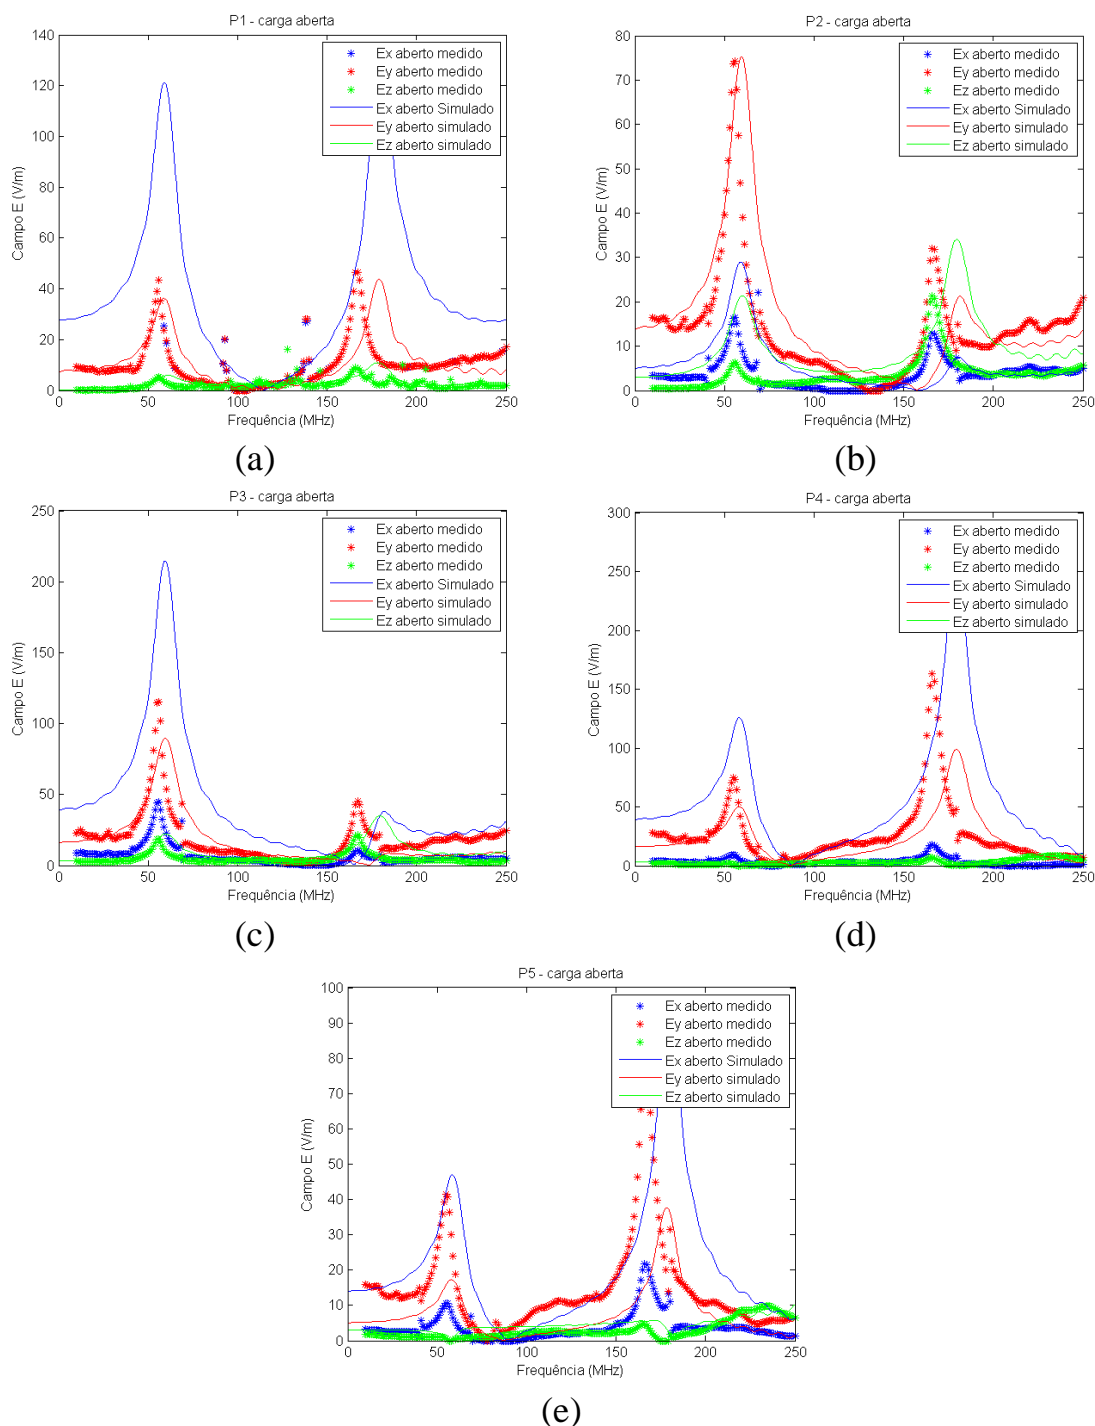 P1 - carga aberta
140
120
100
80
60
40
20
0
Campo E (V/m)
Ex aberto medido
Ey aberto medido
Ez aberto medido
Ex aberto Simulado
Ey aberto simulado
Ez aberto simulado
0 50 100 150 200 250
Frequência (MHz)
(a)
P2 - carga aberta
80
70
60
50
40
30
20
10
0
Campo E (V/m)
Ex aberto medido
Ey aberto medido
Ez aberto medido
Ex aberto Simulado
Ey aberto simulado
Ez aberto simulado
0 50 100 150 200 250
Frequência (MHz)
(b)
P3 - carga aberta
250
200
150
100
50
0
Campo E (V/m)
Ex aberto medido
Ey aberto medido
Ez aberto medido
Ex aberto Simulado
Ey aberto simulado
Ez aberto simulado
0 50 100 150 200 250
Frequência (MHz)
(c)
P4 - carga aberta
300
250
200
150
100
50
0
Campo E (V/m)
Ex aberto medido
Ey aberto medido
Ez aberto medido
Ex aberto Simulado
Ey aberto simulado
Ez aberto simulado
0 50 100 150 200 250
Frequência (MHz)
(d)
P5 - carga aberta
100
90
80
70
60
50
40
30
20
10
0
Campo E (V/m)
Ex aberto medido
Ey aberto medido
Ez aberto medido
Ex aberto Simulado
Ey aberto simulado
Ez aberto simulado
0 50 100 150 200 250
Frequência (MHz)
(e)